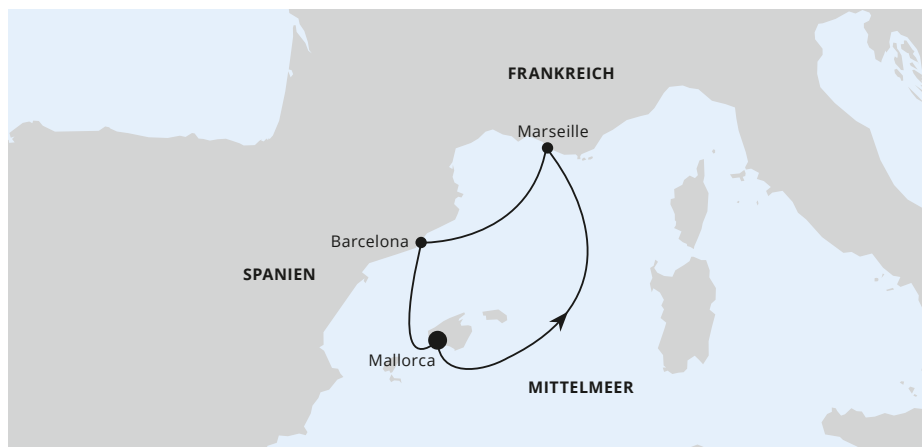 FRANKREICH
Marseille
Barcelona
SPANIEN
Mallorca
MITTELMEER